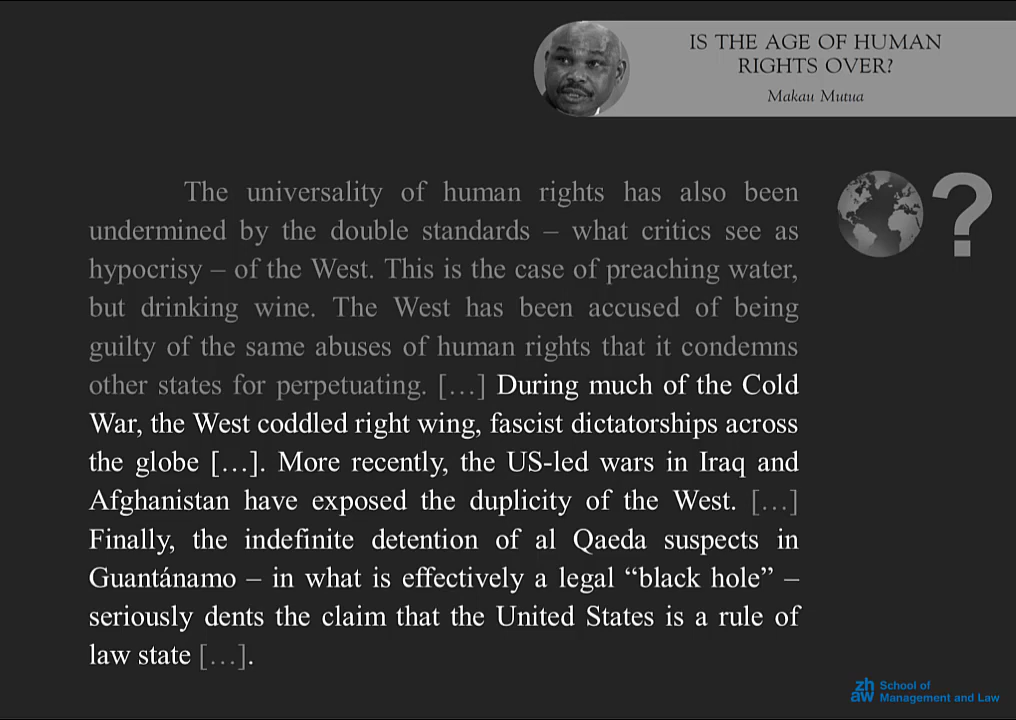 IS THE AGE OF HUMAN
RIGHTS OVER?
Makau Mutua
The universality of human rights has also been
undermined by the double standards – what critics see as
hypocrisy – of the West. This is the case of preaching water,
but drinking wine. The West has been accused of being
guilty of the same abuses of human rights that it condemns
other states for perpetuating. […] During much of the Cold
War, the West coddled right wing, fascist dictatorships across
the globe […]. More recently, the US-led wars in Iraq and
Afghanistan have exposed the duplicity of the West. […]
Finally, the indefinite detention of al Qaeda suspects in
Guantánamo – in what is effectively a legal “black hole” –
seriously dents the claim that the United States is a rule of
law state […].
?
zh School of
aw Management and Law